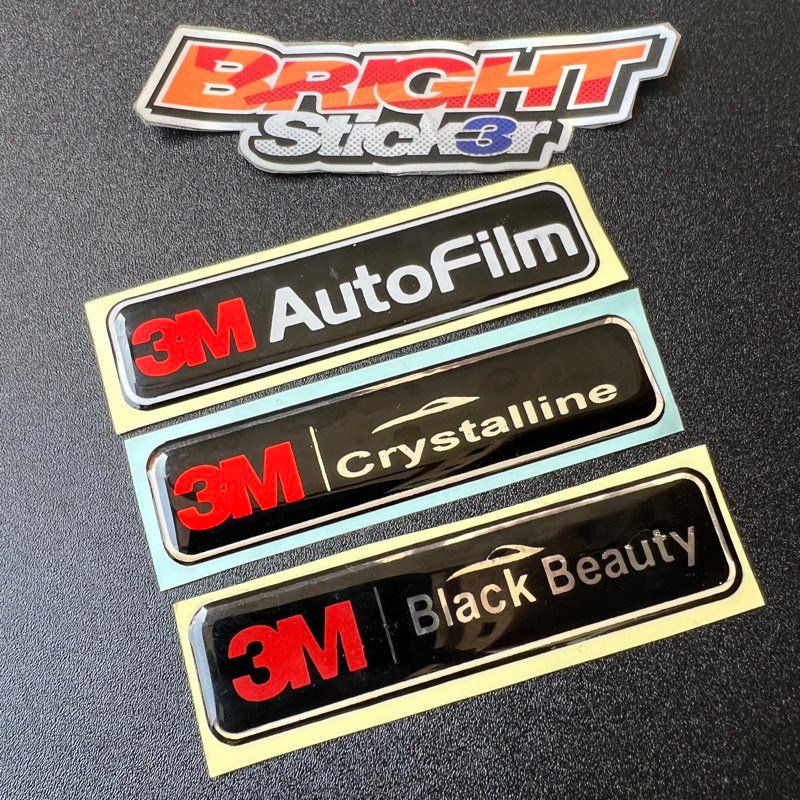 BRIGHT
Stick3r
3M AutoFilm
3M Crystalline
3M Black Beauty